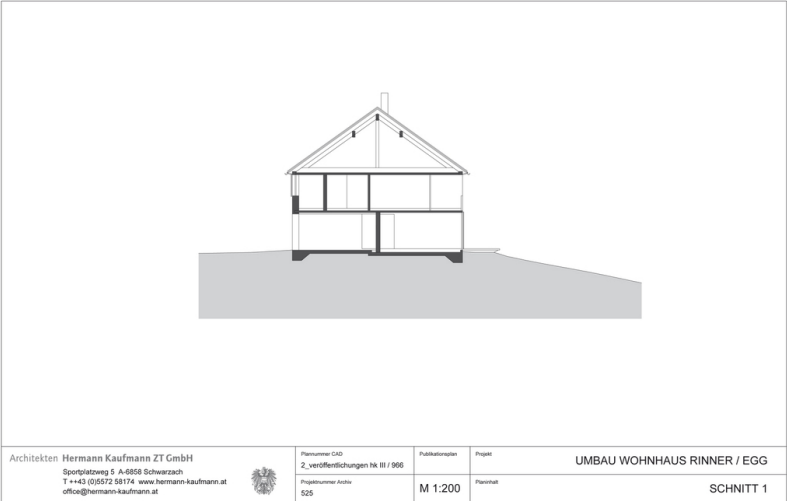 Architekten Hermann Kaufmann ZT GmbH
Sportplatzweg 5 A-6858 Schwarzach
T ++43 (0)5572 58174 www.hermann-kaufmann.at
office@hermann-kaufmann.at
Plannummer CAD
2_veröffentlichungen hk III / 966
Projektnummer Archiv
525
Publikationsplan
M 1:200
Projekt
UMBAU WOHNHAUS RINNER / EGG
Planinhalt
SCHNITT 1